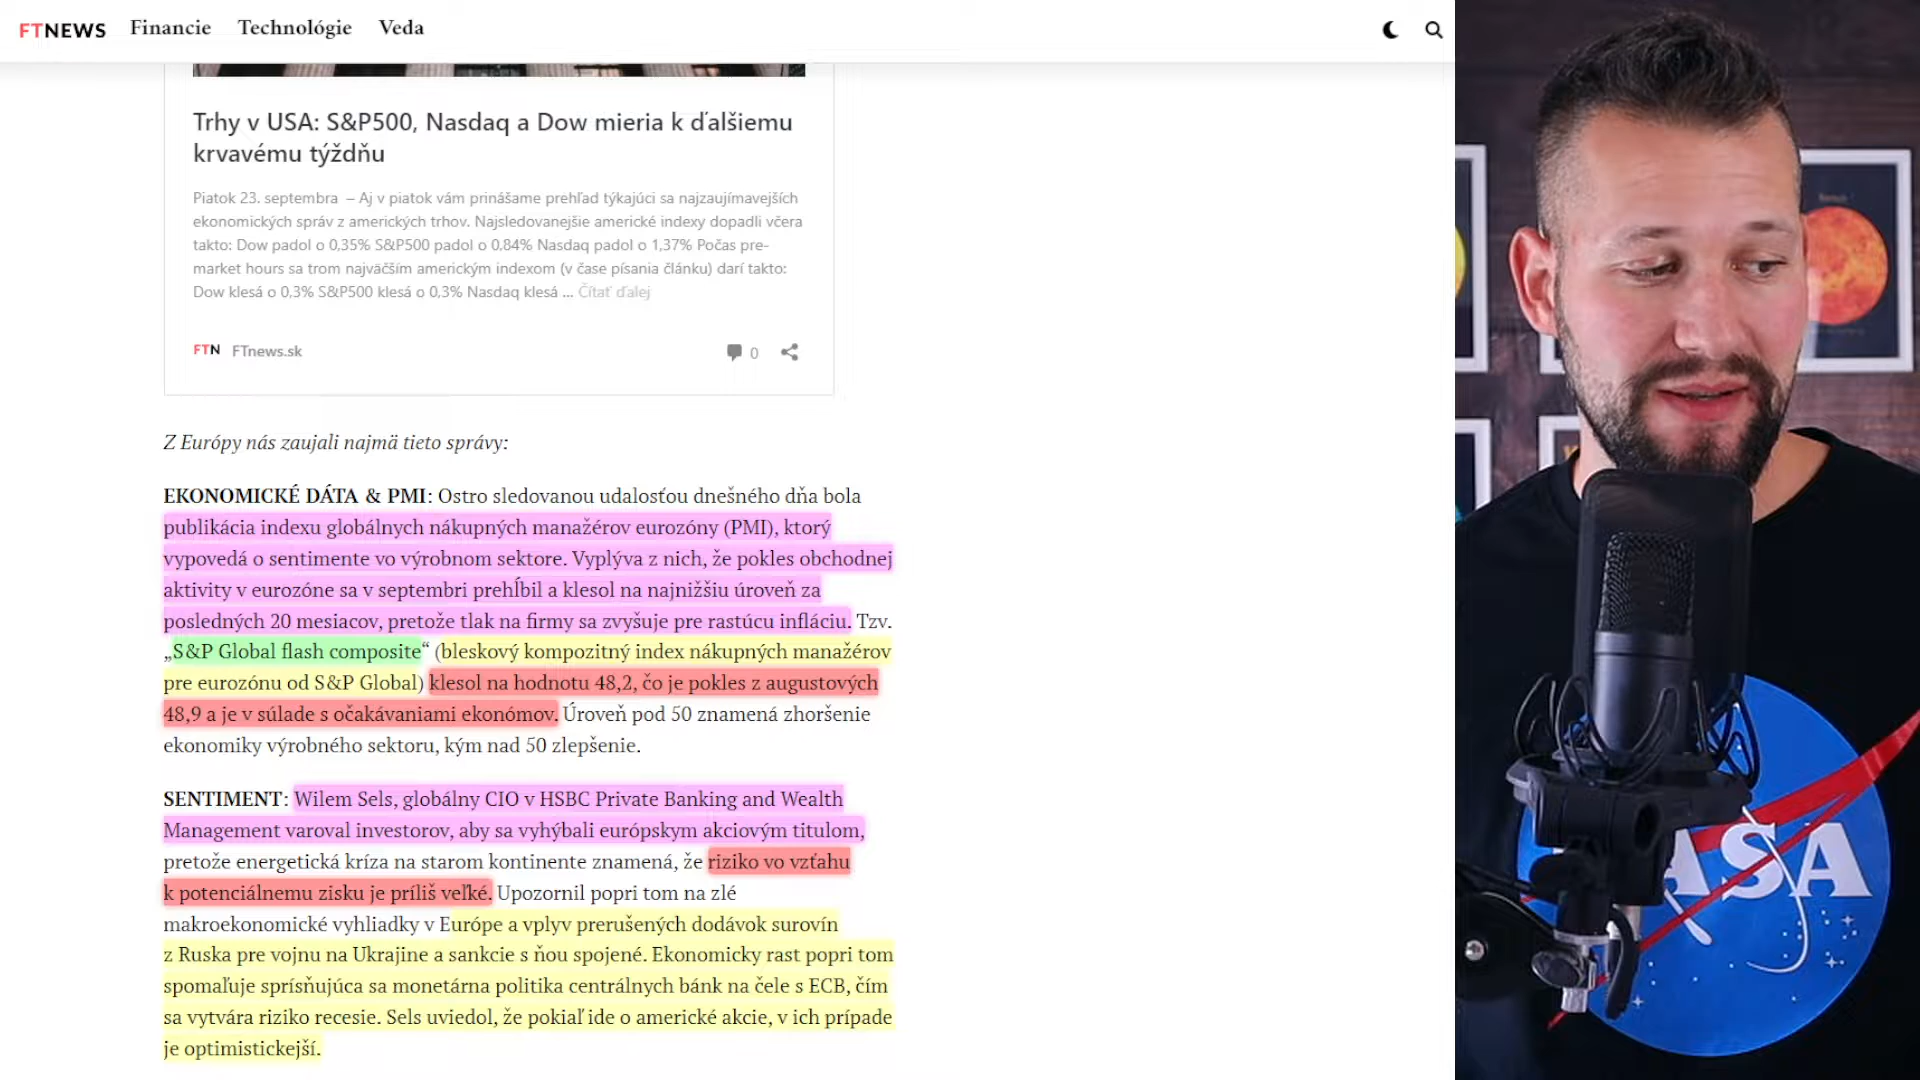 FTNEWS Financie Technológie Veda
Trhy v USA: S&P500, Nasdaq a Dow mieria k ďalšiemu
krvavému týždňu
Piatok 23. septembra – Aj v piatok vám prinášame prehľad týkajúci sa najzaujímavejších
ekonomických správ z amerických trhov. Najsledovanejšie americké indexy dopadli včera
takto: Dow padol o 0,35% S&P500 padol o 0,84% Nasdaq padol o 1,37% Počas pre-
market hours sa trom najväčším americkým indexom (v čase písania článku) darí takto:
Dow klesá o 0,3% S&P500 klesá o 0,3% Nasdaq klesá ... Čítať ďalej
FTN FTnews.sk 0
Z Európy nás zaujali najmä tieto správy:
EKONOMICKÉ DÁTA & PMI: Ostro sledovanou udalosťou dnešného dňa bola
publikácia indexu globálnych nákupných manažérov eurozóny (PMI), ktorý
vypovedá o sentimente vo výrobnom sektore. Vyplýva z nich, že pokles obchodnej
aktivity v eurozóne sa v septembri prehĺbil a klesol na najnižšiu úroveň za
posledných 20 mesiacov, pretože tlak na firmy sa zvyšuje pre rastúcu infláciu. Tzv.
„S&P Global flash composite“ (bleskový kompozitný index nákupných manažérov
pre eurozónu od S&P Global) klesol na hodnotu 48,2, čo je pokles z augustových
48,9 a je v súlade s očakávaniami ekonómov. Úroveň pod 50 znamená zhoršenie
ekonomiky výrobného sektoru, kým nad 50 zlepšenie.
SENTIMENT: Wilem Sels, globálny CIO v HSBC Private Banking and Wealth
Management varoval investorov, aby sa vyhýbali európskym akciovým titulom,
pretože energetická kríza na starom kontinente znamená, že riziko vo vzťahu
k potenciálnemu zisku je príliš veľké. Upozornil popri tom na zlé
makroekonomické vyhliadky v Európe a vplyv prerušených dodávok surovín
z Ruska pre vojnu na Ukrajine a sankcie s ňou spojené. Ekonomicky rast popri tom
spomaľuje sprísňujúca sa monetárna politika centrálnych bánk na čele s ECB, čím
sa vytvára riziko recesie. Sels uviedol, že pokiaľ ide o americké akcie, v ich prípade
je optimistickejší.
ASA